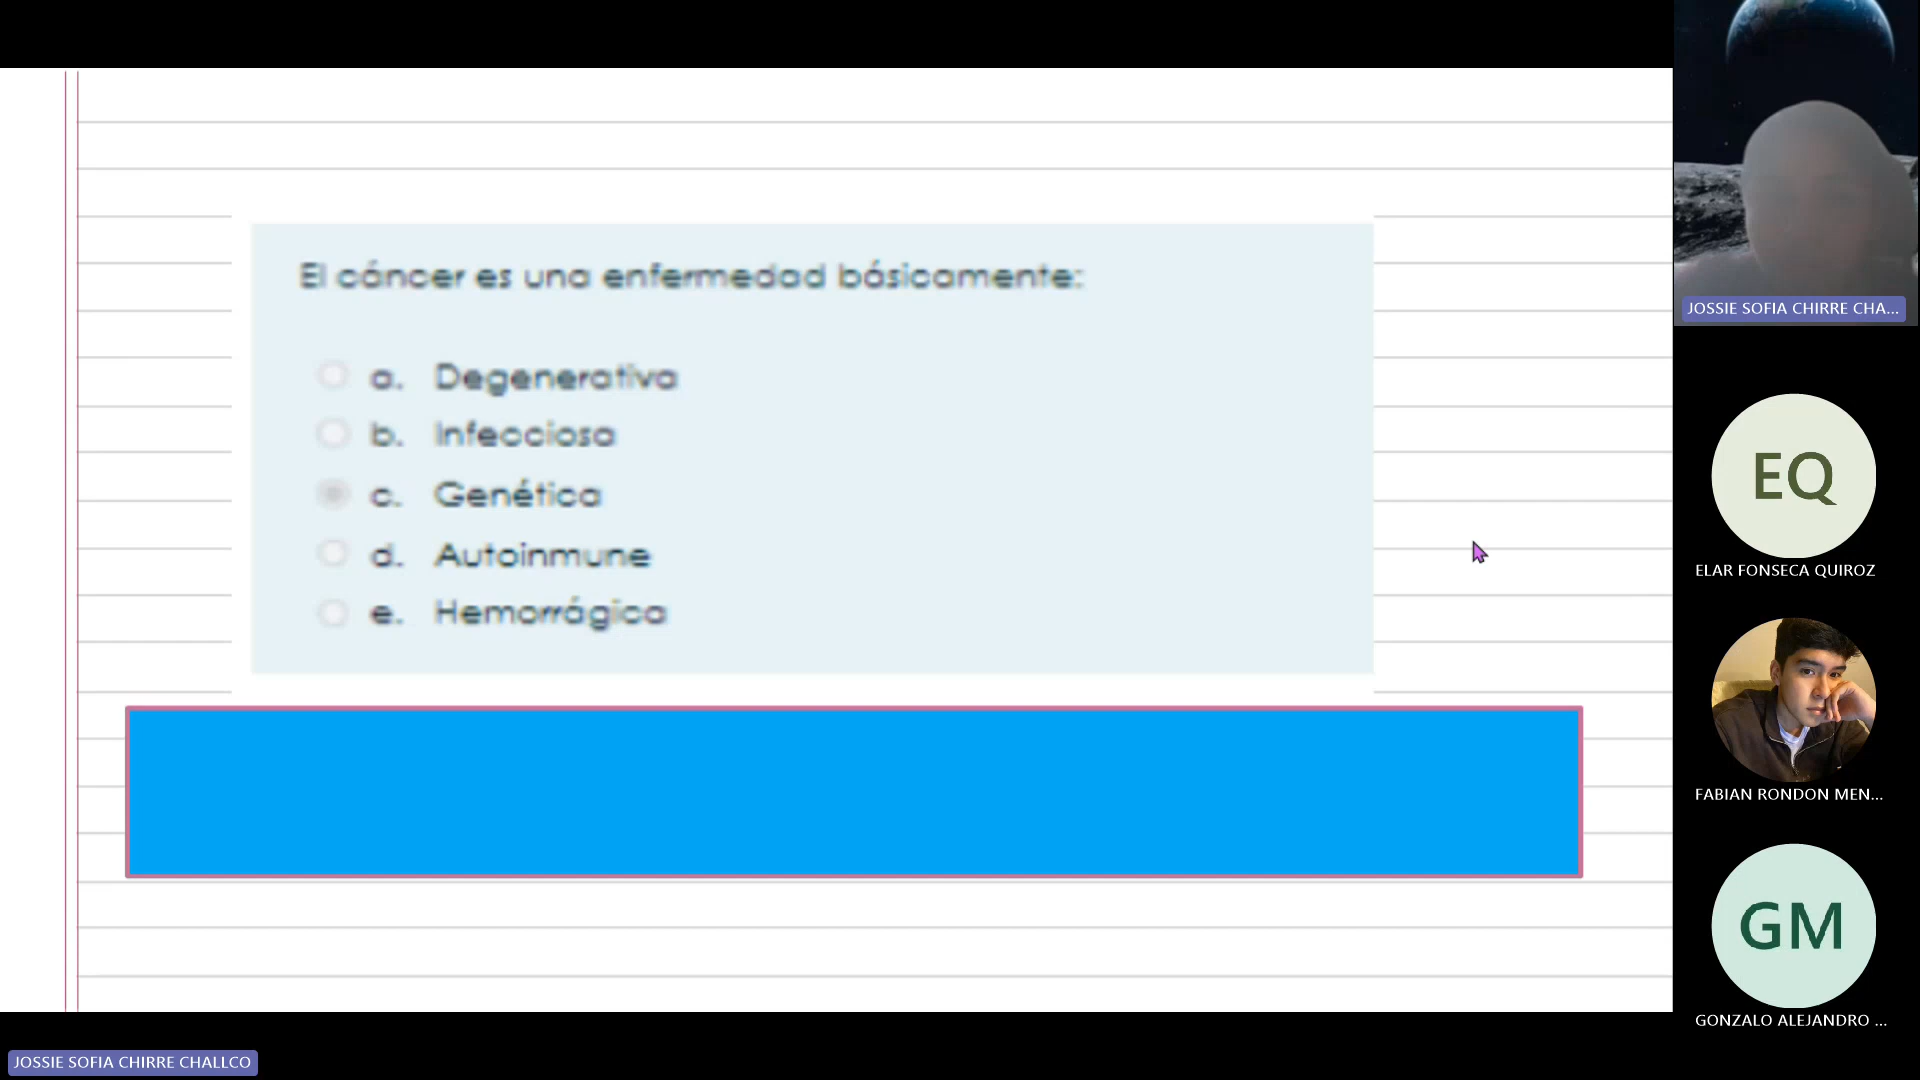 El cáncer es una enfermedad básicamente:
a. Degenerativa
b. Infecciosa
c. Genética
d. Autoinmune
e. Hemorrágica
JOSSIE SOFIA CHIRRE CHA...
EQ
ELAR FONSECA QUIROZ
FABIAN RONDON MEN...
GM
GONZALO ALEJANDRO ...
JOSSIE SOFIA CHIRRE CHALLCO